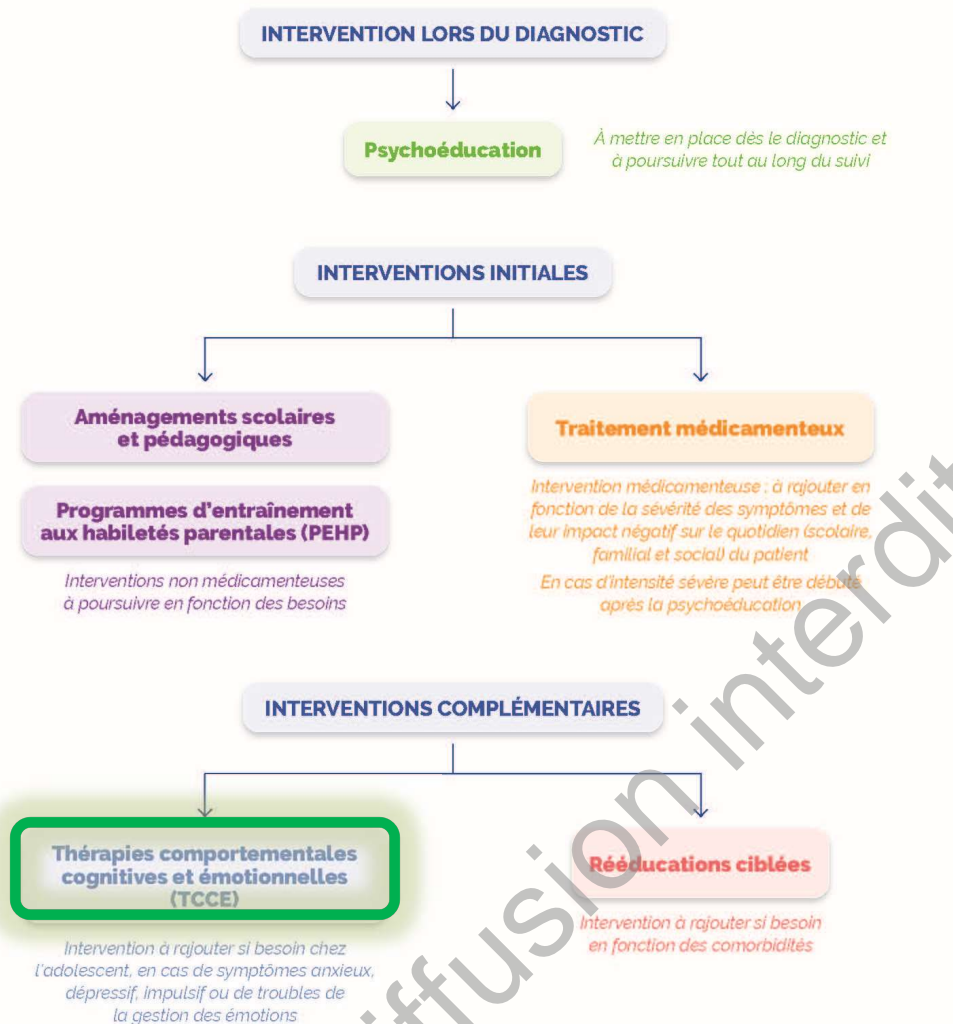 INTERVENTION LORS DU DIAGNOSTIC
Psychoéducation
À mettre en place dès le diagnostic et
à poursuivre tout au long du suivi
INTERVENTIONS INITIALES
Aménagements scolaires
et pédagogiques
Programmes d'entraînement
aux habiletés parentales (PEHP)
Interventions non médicamenteuses
à poursuivre en fonction des besoins
Traitement médicamenteux
Intervention médicamenteuse : à rajouter en
fonction de la sévérité des symptômes et de
leur impact négatif sur le quotidien (scolaire,
familial et social) du patient
En cas d'intensité sévère peut être débuté
après la psychoéducation
INTERVENTIONS COMPLÉMENTAIRES
Thérapies comportementales
cognitives et émotionnelles
(TCCE)
Intervention à rajouter si besoin chez
l'adolescent, en cas de symptômes anxieux,
dépressif, impulsif ou de troubles de
la gestion des émotions
Rééducations ciblées
Intervention à rajouter si besoin
en fonction des comorbidités